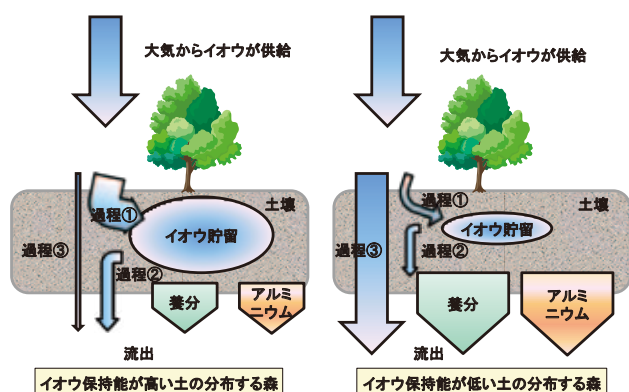 大気からイオウが供給
土壌
過程①
イオウ貯留
過程③
過程②
養分
アルミ
ニウム
流出
イオウ保持能が高い土の分布する森
大気からイオウが供給
土壌
過程①
イオウ貯留
過程③
過程②
養分
アルミ
ニウム
流出
イオウ保持能が低い土の分布する森